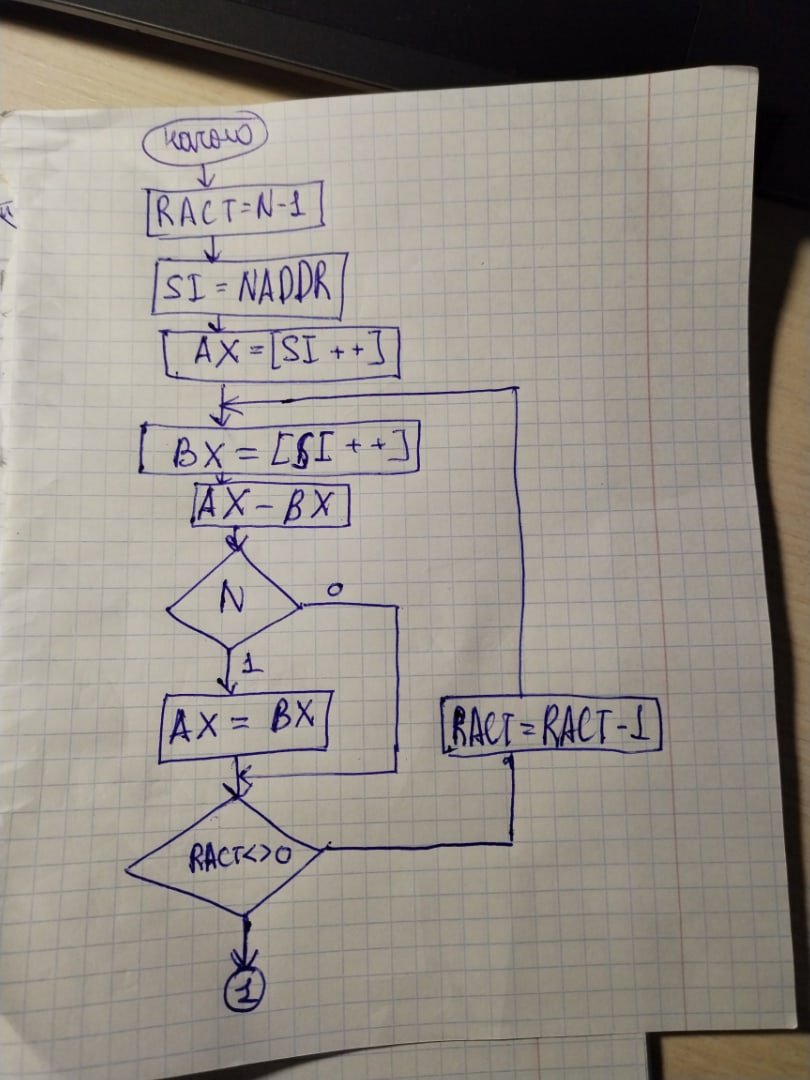 начало
RACT=N-1
SI = NADDR
AX = [SI ++]
BX = [SI ++]
AX - BX
N
0
1
AX = BX
RACT=RACT-1
RACT<>0
1